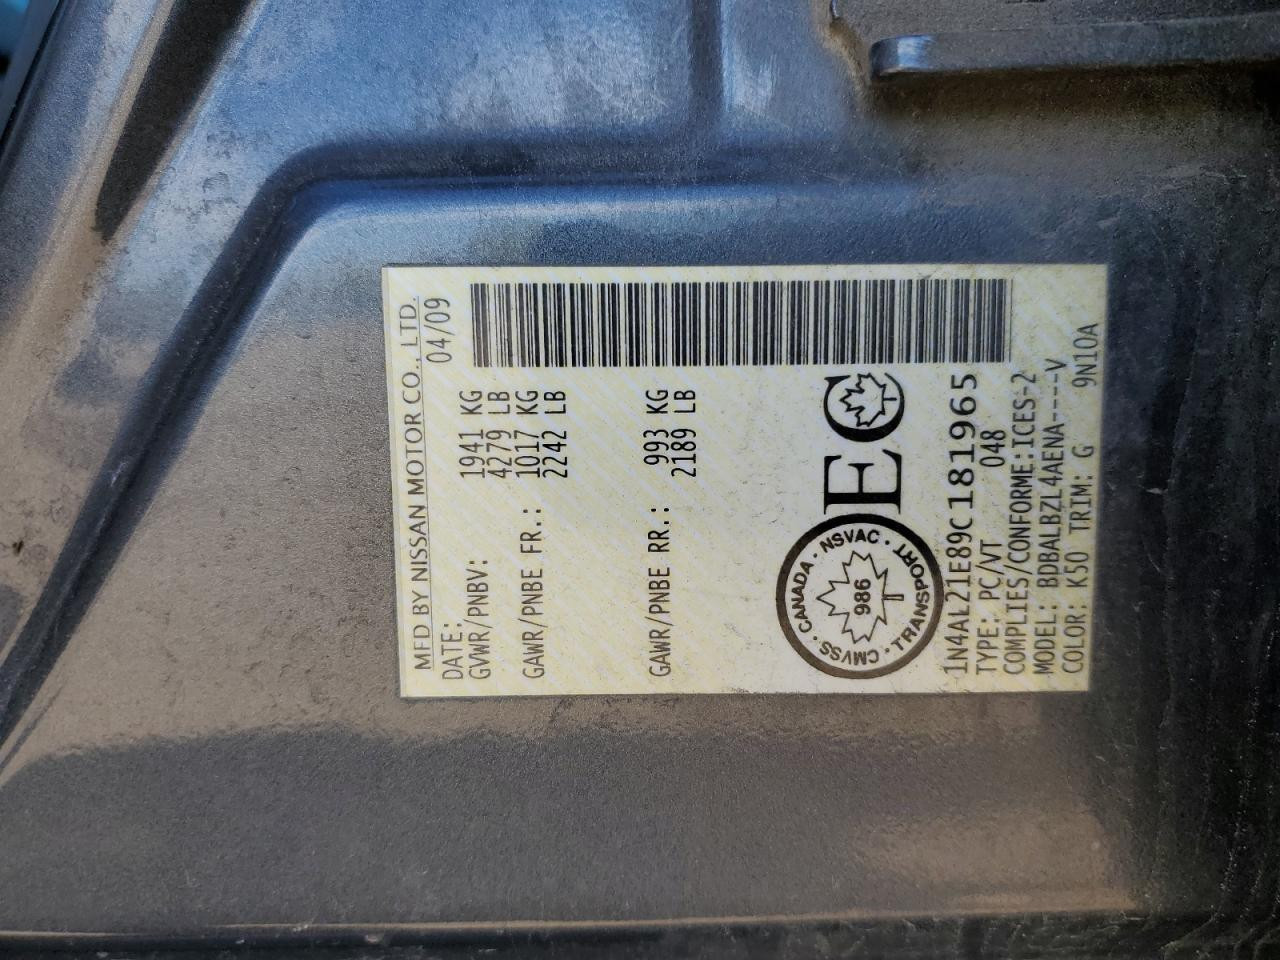 MFD BY NISSAN MOTOR CO., LTD.
DATE: 04/09
GVWR/PNBV: 1941 KG
4279 LB
GAWR/PNBE FR.: 1017 KG
2242 LB
GAWR/PNBE RR.: 993 KG
2189 LB
CANADA · NSVAC · TRANSPORT · CMVSS ·
986
EC
1N4AL21E89C181965
TYPE: PC/VT 048
COMPLIES/CONFORME:ICES-2
MODEL: BDBALBZL4AENA----V
COLOR: K50 TRIM: G 9N10A